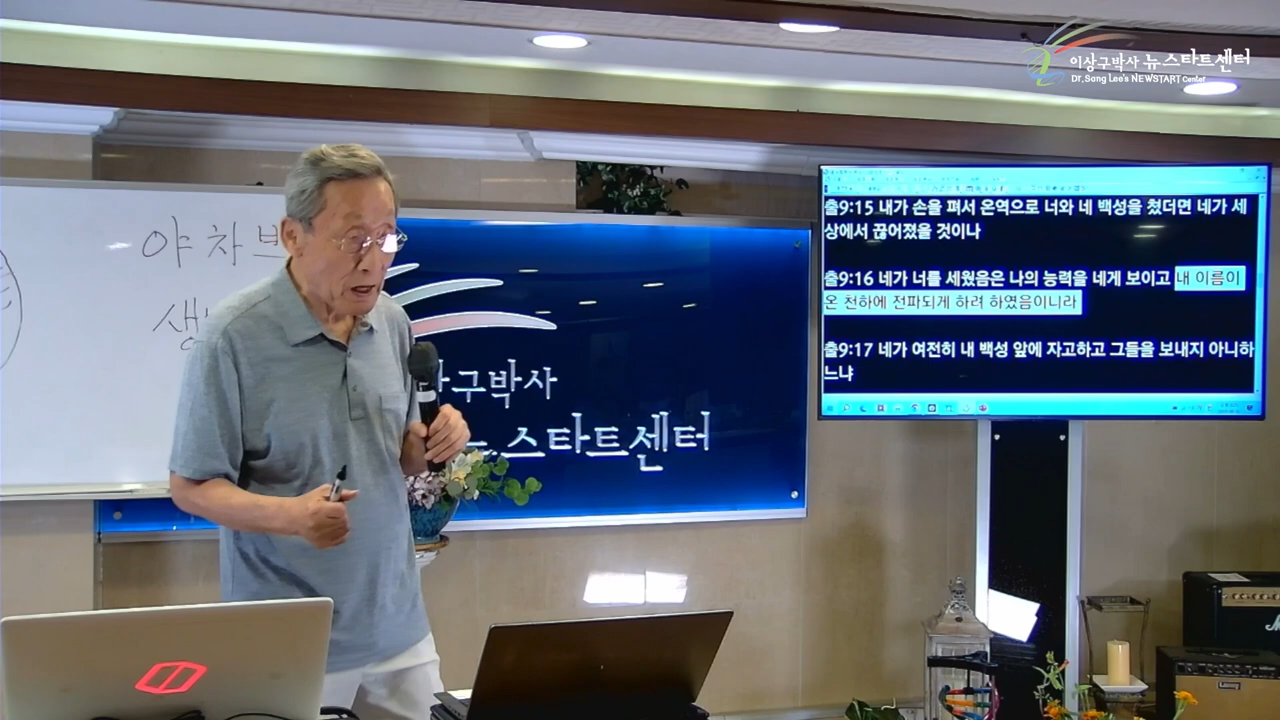 이상구박사 뉴스타트센터
Dr. Sang Lee's NEWSTART Center
야차브
생
구박사
뉴스타트센터
출9:15 내가 손을 펴서 온역으로 너와 네 백성을 쳤더면 네가 세
상에서 끊어졌을 것이나
출9:16 네가 너를 세웠음은 나의 능력을 네게 보이고 내 이름이
온 천하에 전파되게 하려 하였음이니라
출9:17 네가 여전히 내 백성 앞에 자고하고 그들을 보내지 아니하
느냐
Laney